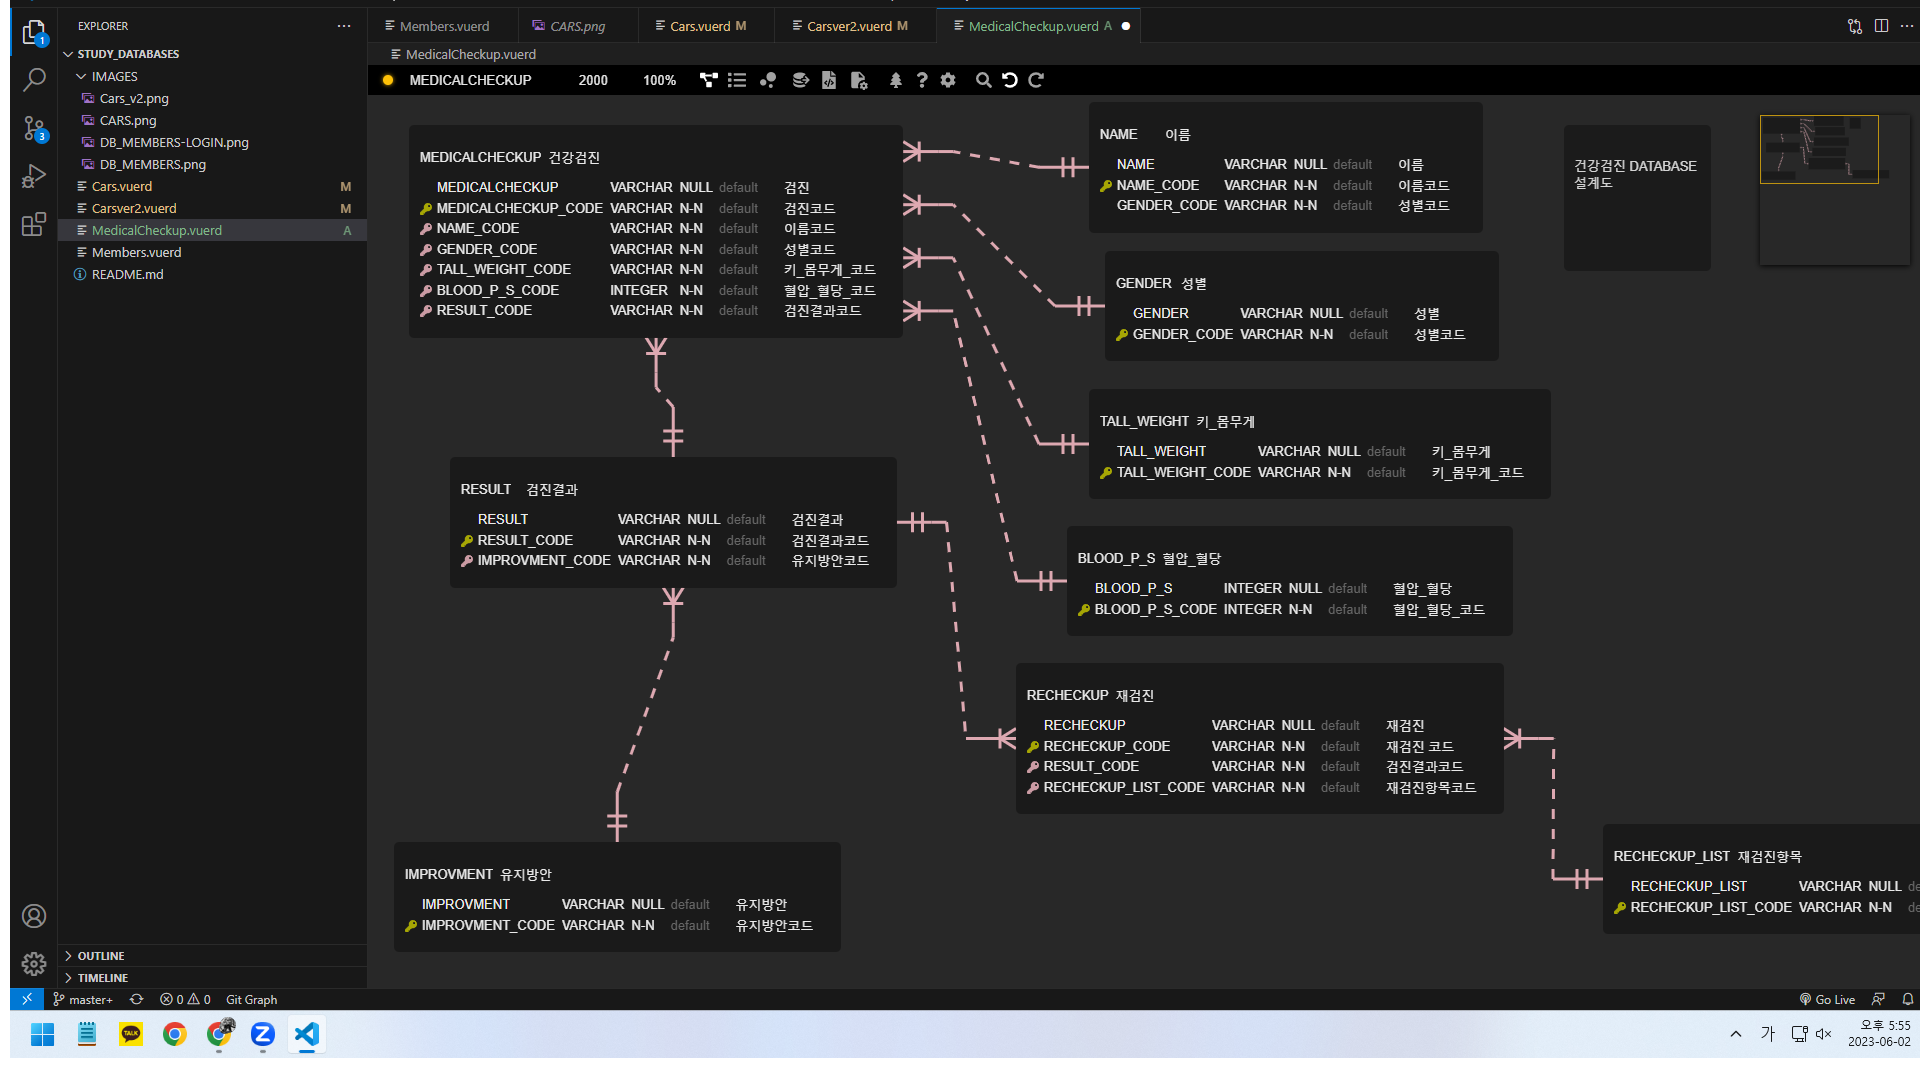 EXPLORER
STUDY_DATABASES
IMAGES
Cars_v2.png
CARS.png
DB_MEMBERS-LOGIN.png
DB_MEMBERS.png
Cars.vuerd M
Carsver2.vuerd M
MedicalCheckup.vuerd A
Members.vuerd
README.md
OUTLINE
TIMELINE
1
3
Members.vuerd
CARS.png
Cars.vuerd M
Carsver2.vuerd M
MedicalCheckup.vuerd A
MedicalCheckup.vuerd
MEDICALCHECKUP 2000 100%
MEDICALCHECKUP 건강검진
MEDICALCHECKUP VARCHAR NULL default 검진
MEDICALCHECKUP_CODE VARCHAR N-N default 검진코드
NAME_CODE VARCHAR N-N default 이름코드
GENDER_CODE VARCHAR N-N default 성별코드
TALL_WEIGHT_CODE VARCHAR N-N default 키_몸무게_코드
BLOOD_P_S_CODE INTEGER N-N default 혈압_혈당_코드
RESULT_CODE VARCHAR N-N default 검진결과코드
NAME 이름
NAME VARCHAR NULL default 이름
NAME_CODE VARCHAR N-N default 이름코드
GENDER_CODE VARCHAR N-N default 성별코드
건강검진 DATABASE
설계도
GENDER 성별
GENDER VARCHAR NULL default 성별
GENDER_CODE VARCHAR N-N default 성별코드
TALL_WEIGHT 키_몸무게
TALL_WEIGHT VARCHAR NULL default 키_몸무게
TALL_WEIGHT_CODE VARCHAR N-N default 키_몸무게_코드
RESULT 검진결과
RESULT VARCHAR NULL default 검진결과
RESULT_CODE VARCHAR N-N default 검진결과코드
IMPROVMENT_CODE VARCHAR N-N default 유지방안코드
BLOOD_P_S 혈압_혈당
BLOOD_P_S INTEGER NULL default 혈압_혈당
BLOOD_P_S_CODE INTEGER N-N default 혈압_혈당_코드
RECHECKUP 재검진
RECHECKUP VARCHAR NULL default 재검진
RECHECKUP_CODE VARCHAR N-N default 재검진 코드
RESULT_CODE VARCHAR N-N default 검진결과코드
RECHECKUP_LIST_CODE VARCHAR N-N default 재검진항목코드
IMPROVMENT 유지방안
IMPROVMENT VARCHAR NULL default 유지방안
IMPROVMENT_CODE VARCHAR N-N default 유지방안코드
RECHECKUP_LIST 재검진항목
RECHECKUP_LIST VARCHAR NULL de
RECHECKUP_LIST_CODE VARCHAR N-N de
master+ 0 0 Git Graph
Go Live
TALK
가
오후 5:55
2023-06-02